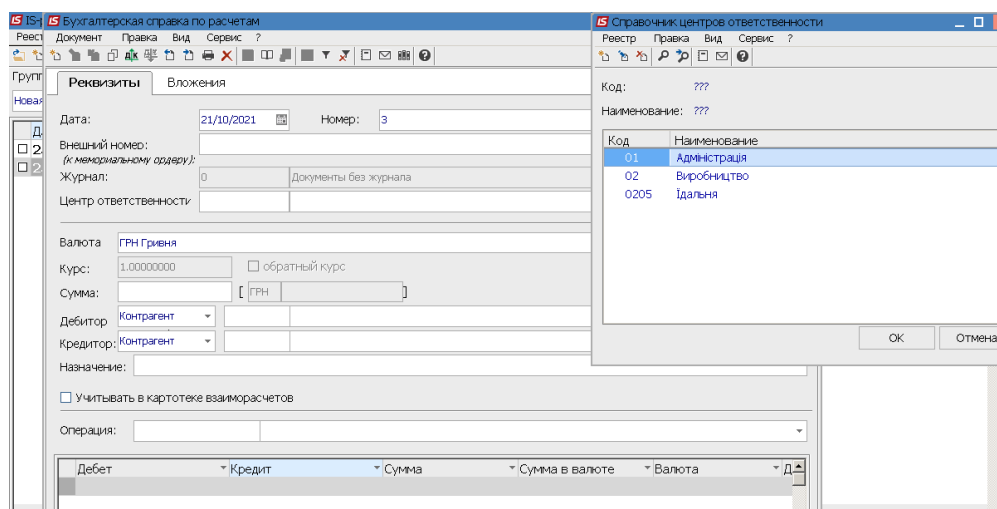 IS Бухгалтерская справка по расчетам
Реест Документ Правка Вид Сервис ?
Групп
Новая
Реквизиты Вложения
Дата: 21/10/2021 Номер: 3
Внешний номер:
(к мемориальному ордеру):
Журнал: 0 Документы без журнала
Центр ответственности
Валюта ГРН Гривня
Курс: 1.00000000 обратный курс
Сумма: [ ГРН ]
Дебитор Контрагент
Кредитор: Контрагент
Назначение:
Учитывать в картотеке взаиморасчетов
Операция:
Дебет Кредит Сумма Сумма в валюте Валюта Д
IS Справочник центров ответственности
Реестр Правка Вид Сервис ?
Код: ???
Наименование: ???
Код Наименование
01 Адміністрація
02 Виробництво
0205 Їдальня
OK Отмена